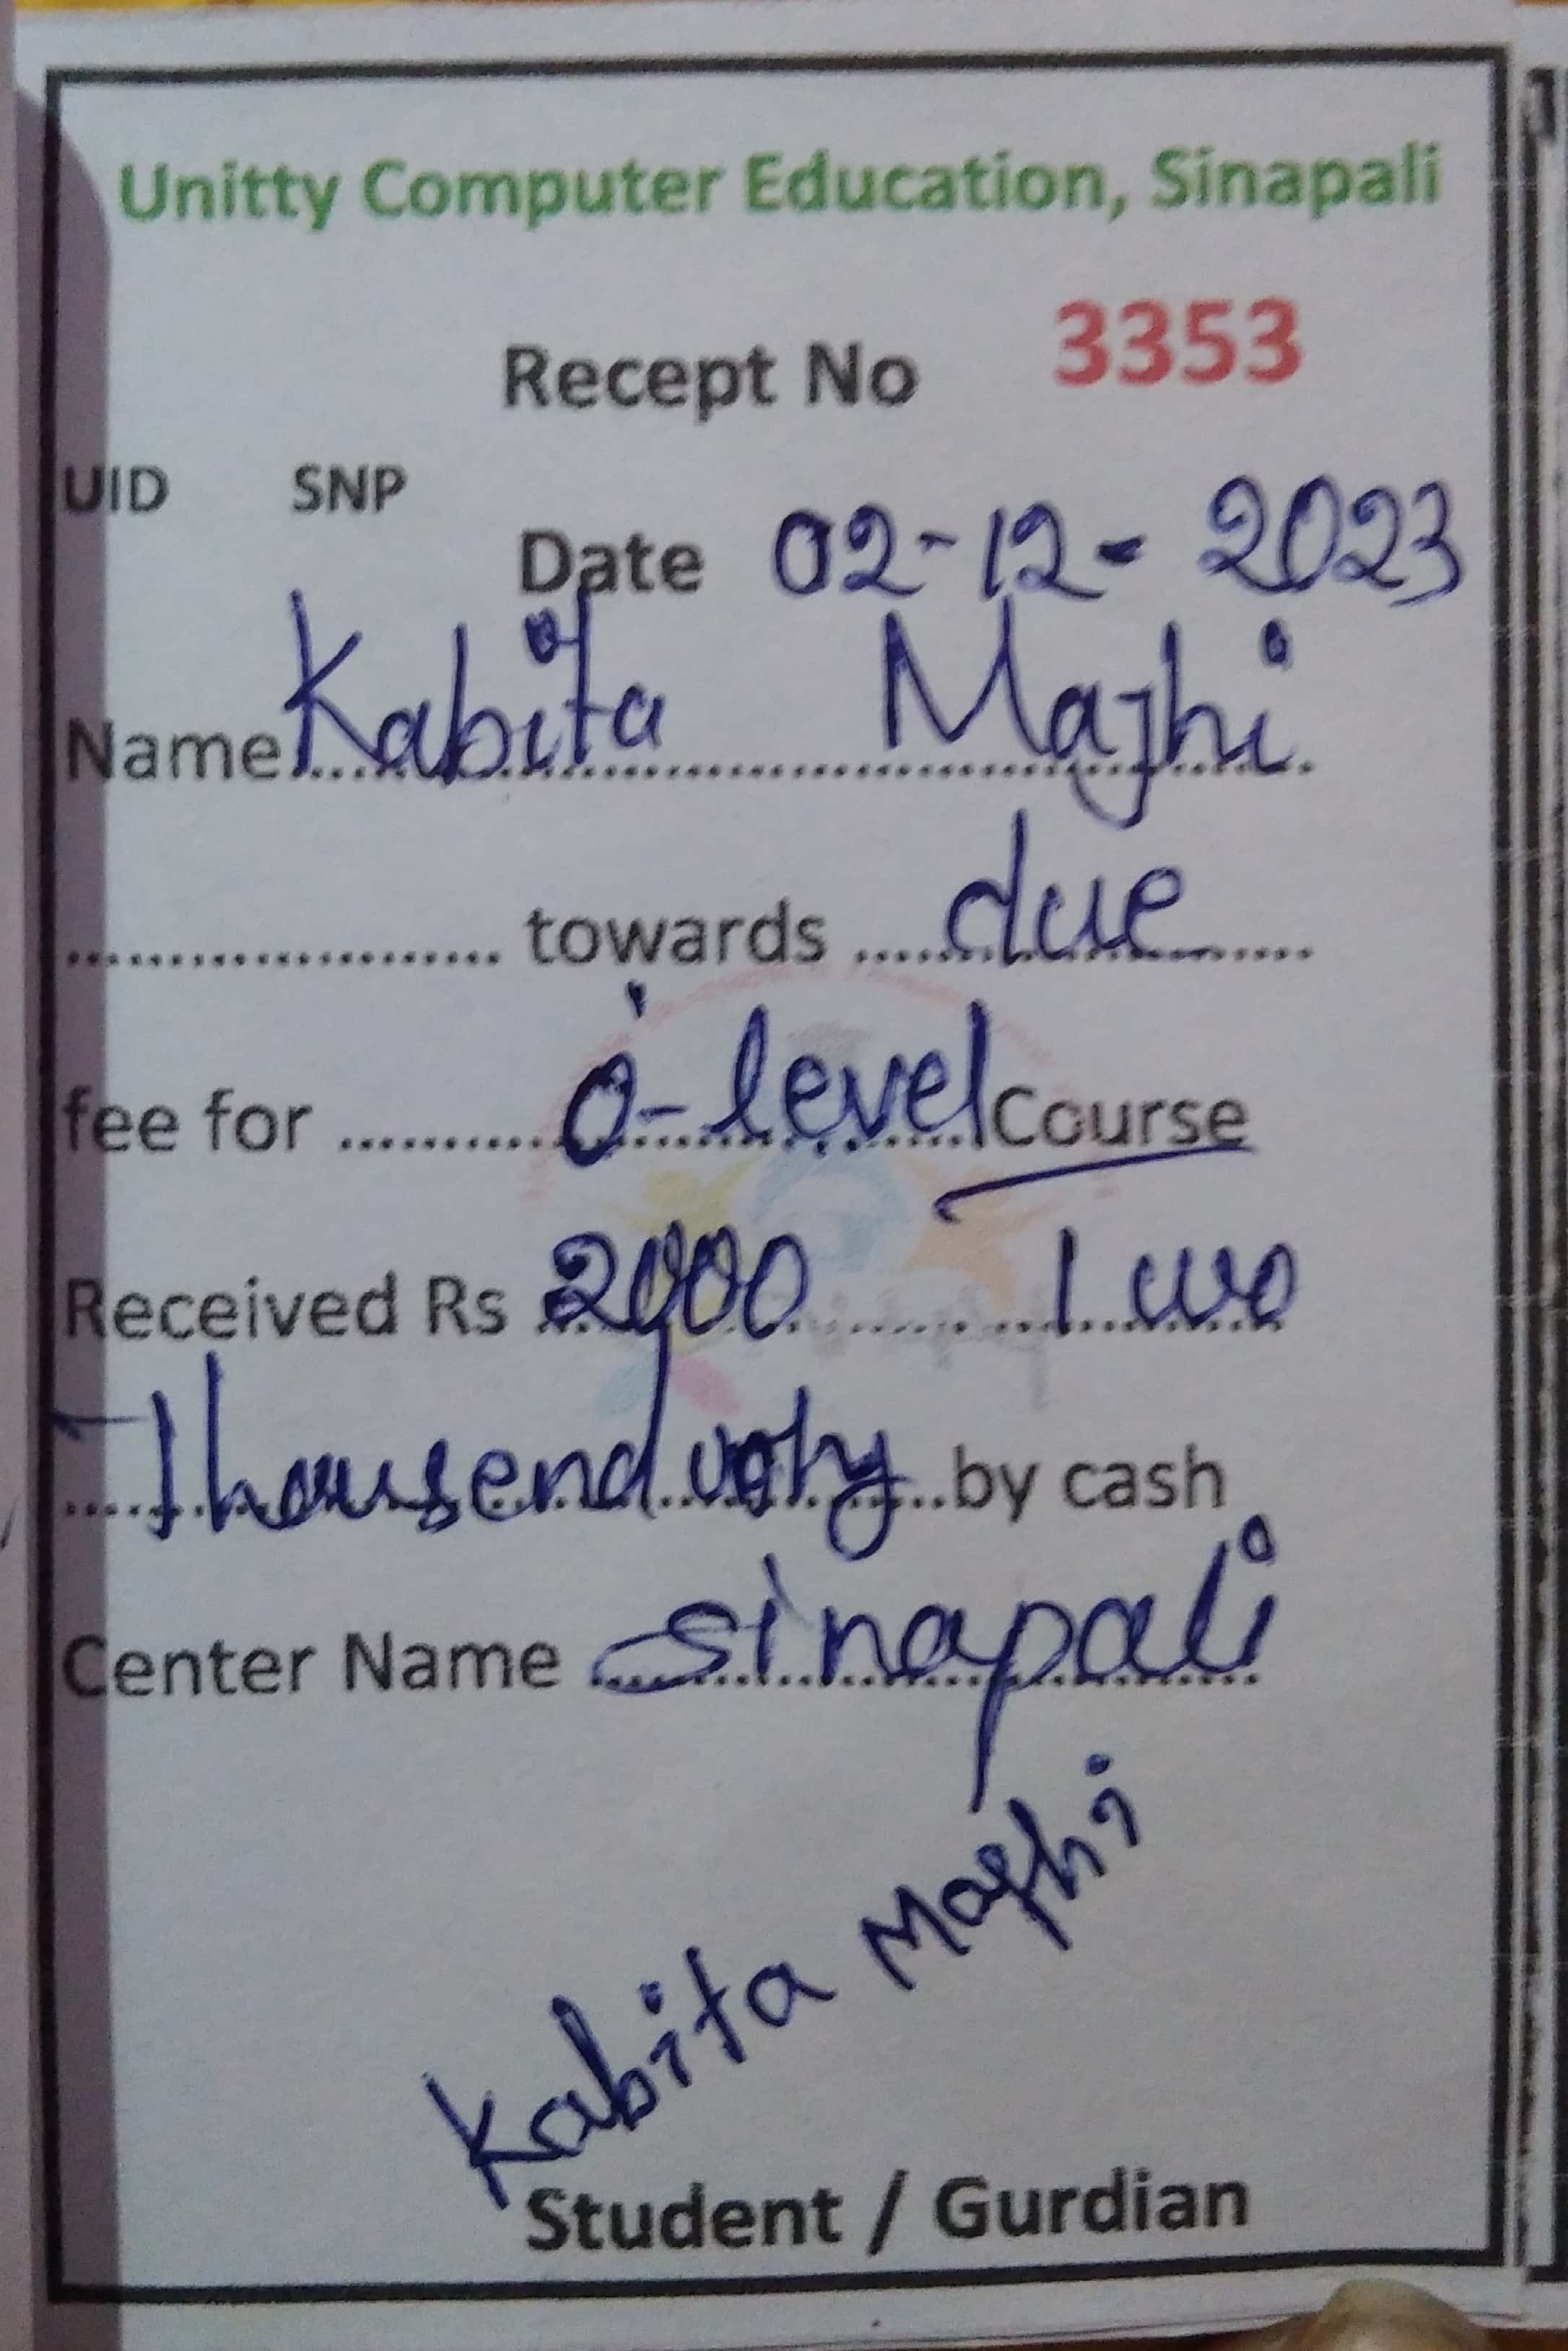 Unitty Computer Education, Sinapali
Recept No 3353
UID SNP
Date 02-12-2023
Name Kabita Majhi
.................... towards .....due.....
fee for .......... O-level Course
Received Rs 2000 Two
Thousend only by cash
Center Name Sinapali
Kabita Majhi
Student / Gurdian